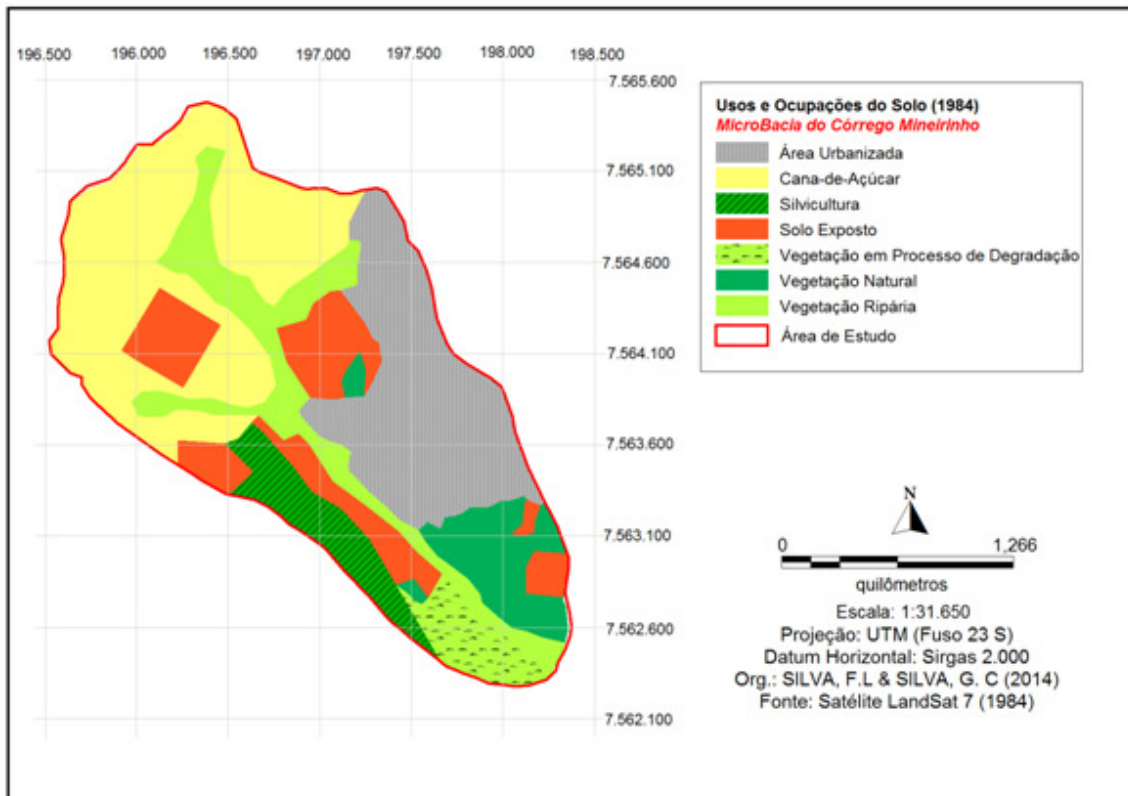 196.500 196.000 196.500 197.000 197.500 198.000 198.500
7.565.600
7.565.100
7.564.600
7.564.100
7.563.600
7.563.100
7.562.600
7.562.100
Usos e Ocupações do Solo (1984)
MicroBacia do Córrego Mineirinho
Área Urbanizada
Cana-de-Açúcar
Silvicultura
Solo Exposto
Vegetação em Processo de Degradação
Vegetação Natural
Vegetação Ripária
Área de Estudo
N
0 1,266
quilômetros
Escala: 1:31.650
Projeção: UTM (Fuso 23 S)
Datum Horizontal: Sirgas 2.000
Org.: SILVA, F.L & SILVA, G. C (2014)
Fonte: Satélite LandSat 7 (1984)